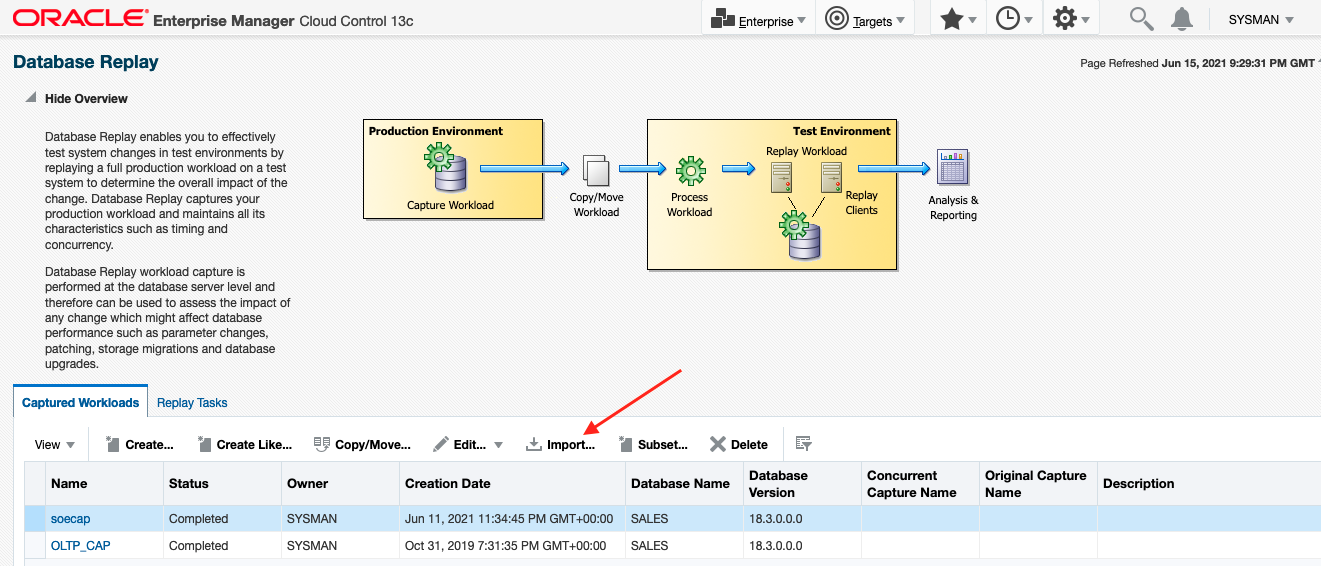 ORACLE® Enterprise Manager Cloud Control 13c
Enterprise
Targets
SYSMAN
Database Replay
Page Refreshed Jun 15, 2021 9:29:31 PM GMT
Hide Overview
Database Replay enables you to effectively
test system changes in test environments by
replaying a full production workload on a test
system to determine the overall impact of the
change. Database Replay captures your
production workload and maintains all its
characteristics such as timing and
concurrency.
Database Replay workload capture is
performed at the database server level and
therefore can be used to assess the impact of
any change which might affect database
performance such as parameter changes,
patching, storage migrations and database
upgrades.
Production Environment
Capture Workload
Copy/Move
Workload
Test Environment
Process
Workload
Replay Workload
Replay
Clients
Analysis &
Reporting
Captured Workloads
Replay Tasks
View
Create...
Create Like...
Copy/Move...
Edit...
Import...
Subset...
Delete
Name
Status
Owner
Creation Date
Database Name
Database
Version
Concurrent
Capture Name
Original Capture
Name
Description
soecap Completed SYSMAN Jun 11, 2021 11:34:45 PM GMT+00:00 SALES 18.3.0.0.0
OLTP_CAP Completed SYSMAN Oct 31, 2019 7:31:35 PM GMT+00:00 SALES 18.3.0.0.0